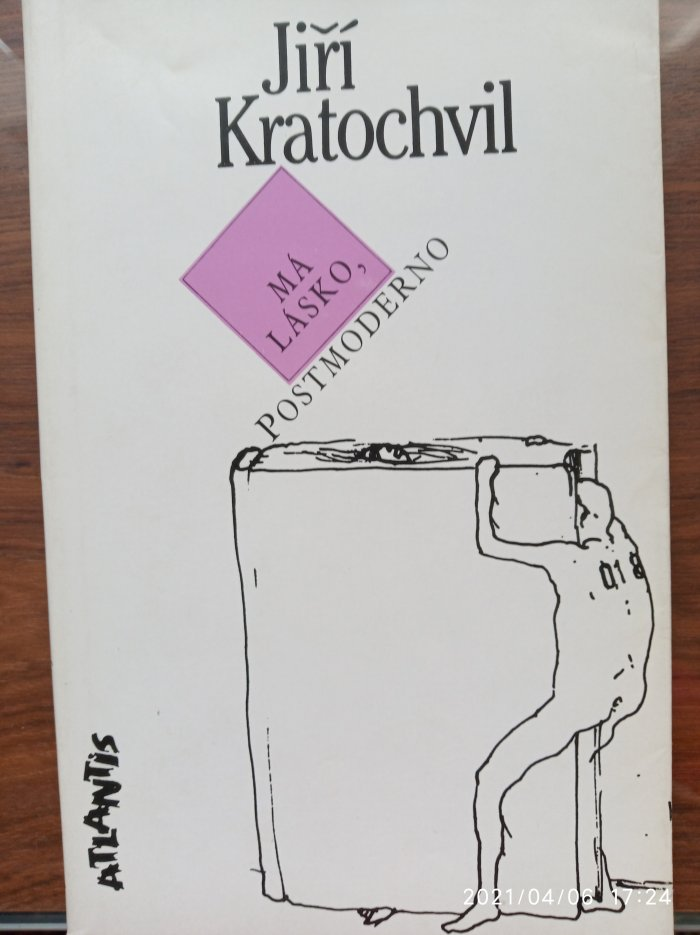 Jiří
Kratochvil
MÁ
LÁSKO,
POSTMODERNO
018
ATLANTIS
2021/04/06 17:24